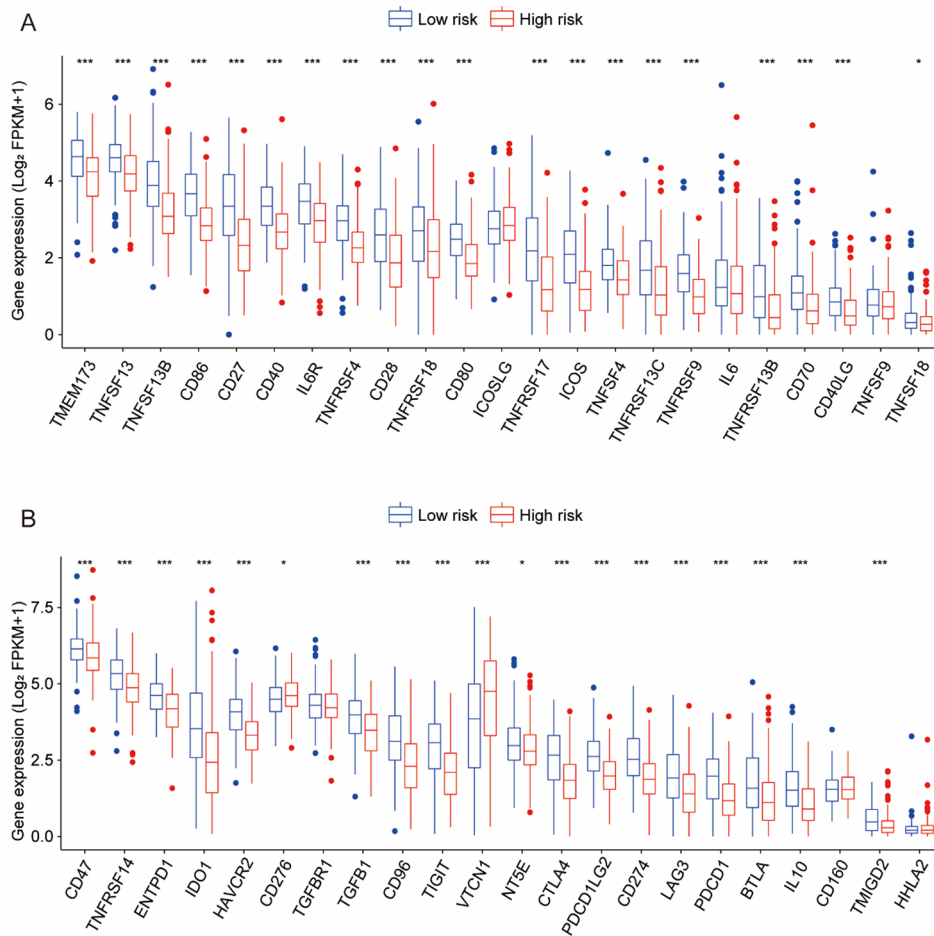 A
Low risk High risk
Gene expression (Log₂ FPKM+1)
*** *** *** *** *** *** *** *** *** *** *** *** *** *** *** *** *** *** *** *
6
4
2
0
TMEM173 TNFSF13 TNFSF13B CD86 CD27 CD40 IL6R TNFRSF4 CD28 TNFRSF18 CD80 ICOSLG TNFRSF17 ICOS TNFSF4 TNFRSF13C TNFRSF9 IL6 TNFRSF13B CD70 CD40LG TNFSF9 TNFSF18
B
Low risk High risk
Gene expression (Log₂ FPKM+1)
*** *** *** *** *** * *** *** *** *** * *** *** *** *** *** *** *** ***
7.5
5.0
2.5
0.0
CD47 TNFRSF14 ENTPD1 IDO1 HAVCR2 CD276 TGFBR1 TGFB1 CD96 TIGIT VTCN1 NT5E CTLA4 PDCD1LG2 CD274 LAG3 PDCD1 BTLA IL10 CD160 TMIGD2 HHLA2